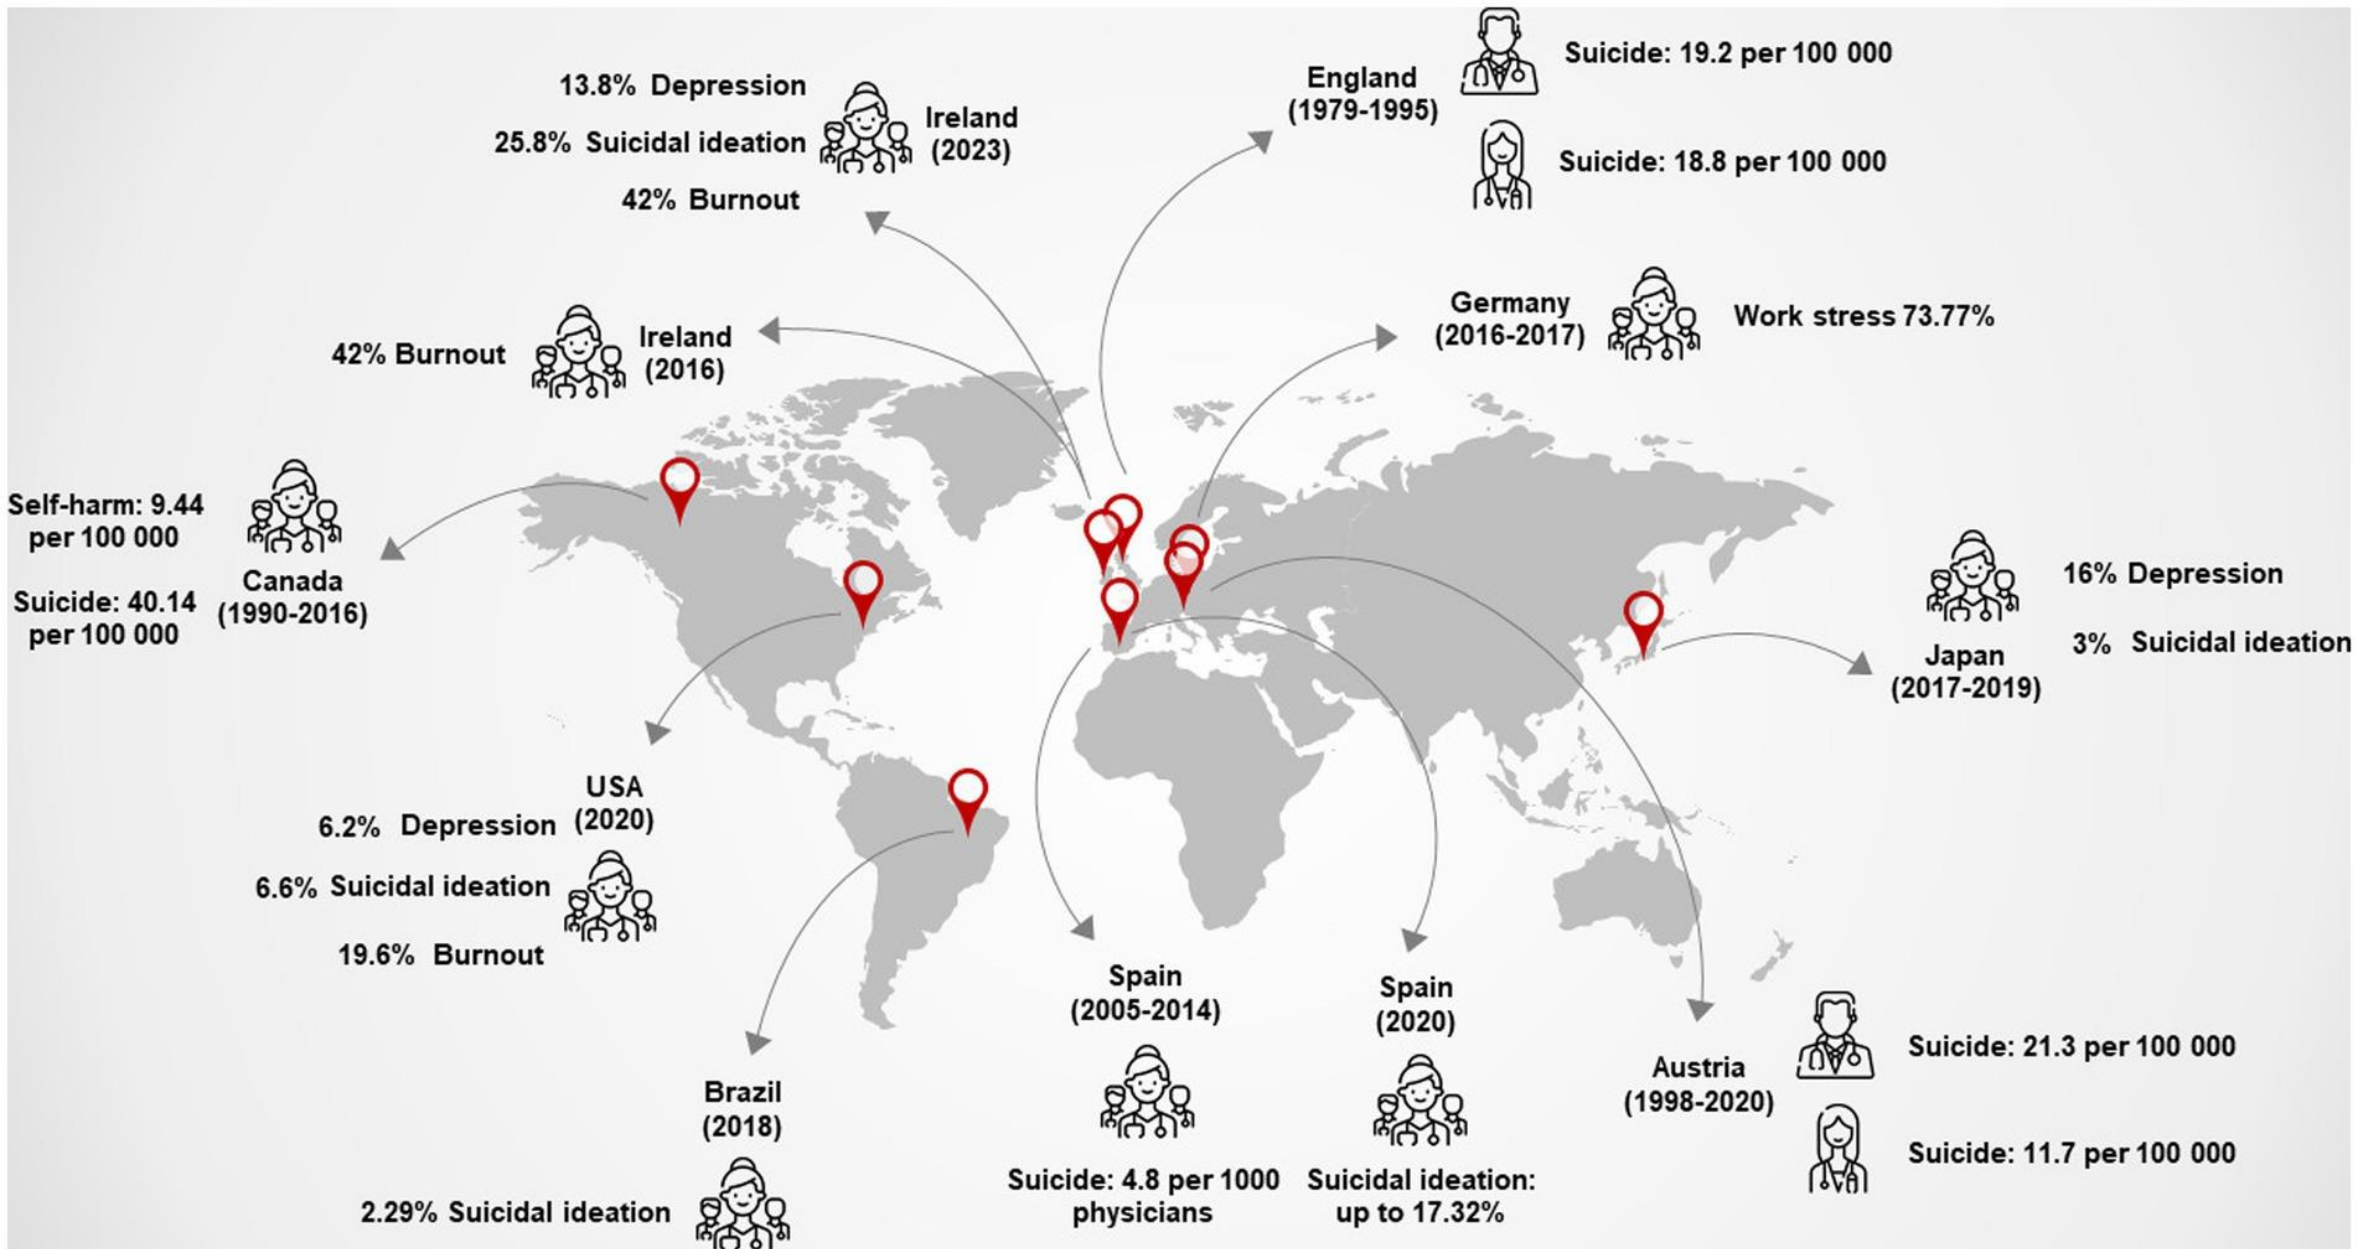 13.8% Depression
25.8% Suicidal ideation
42% Burnout
Ireland
(2023)
England
(1979-1995)
Suicide: 19.2 per 100 000
Suicide: 18.8 per 100 000
42% Burnout
Ireland
(2016)
Germany
(2016-2017)
Work stress 73.77%
Self-harm: 9.44
per 100 000
Suicide: 40.14
per 100 000
Canada
(1990-2016)
Japan
(2017-2019)
16% Depression
3% Suicidal ideation
USA
(2020)
6.2% Depression
6.6% Suicidal ideation
19.6% Burnout
Brazil
(2018)
2.29% Suicidal ideation
Spain
(2005-2014)
Suicide: 4.8 per 1000
physicians
Spain
(2020)
Suicidal ideation:
up to 17.32%
Austria
(1998-2020)
Suicide: 21.3 per 100 000
Suicide: 11.7 per 100 000